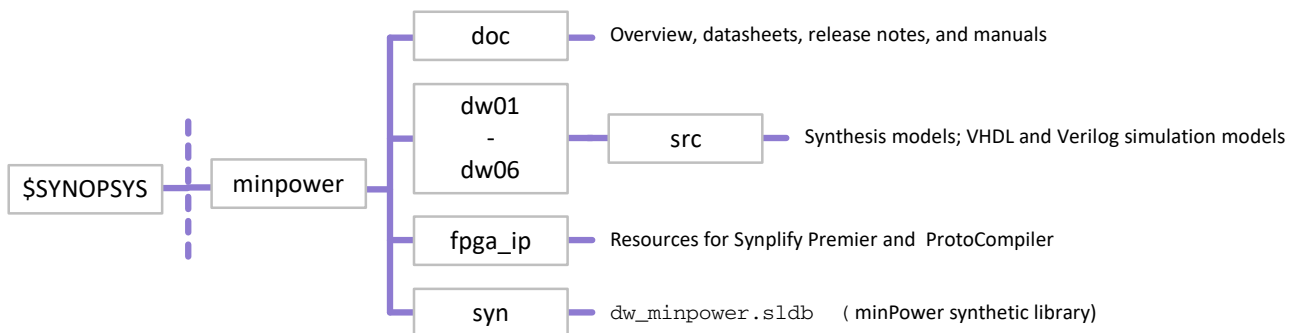 doc
Overview, datasheets, release notes, and manuals
dw01
-
dw06
src
Synthesis models; VHDL and Verilog simulation models
$SYNOPSYS
minpower
fpga_ip
Resources for Synplify Premier and ProtoCompiler
syn
dw_minpower.sldb ( minPower synthetic library)